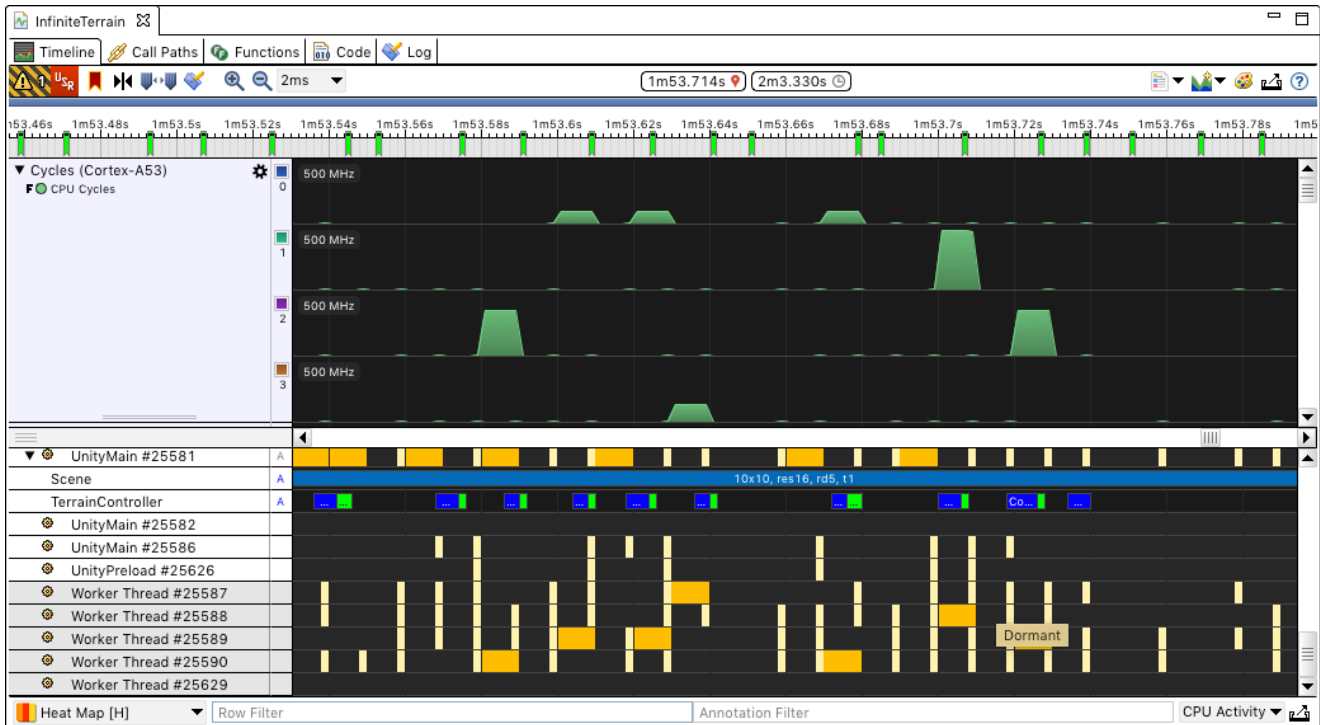 InfiniteTerrain
Timeline Call Paths Functions Code Log
1 USR 2ms 1m53.714s 2m3.330s
1m53.48s 1m53.5s 1m53.52s 1m53.54s 1m53.56s 1m53.58s 1m53.6s 1m53.62s 1m53.64s 1m53.66s 1m53.68s 1m53.7s 1m53.72s 1m53.74s 1m53.76s 1m53.78s
Cycles (Cortex-A53)
F CPU Cycles
0 500 MHz
1 500 MHz
2 500 MHz
3 500 MHz
UnityMain #25581 A
Scene A 10x10, res16, rd5, t1
TerrainController A ... ... ... ... ... ... ... ... ... ... Co... ...
UnityMain #25582
UnityMain #25586
UnityPreload #25626
Worker Thread #25587
Worker Thread #25588
Worker Thread #25589 Dormant
Worker Thread #25590
Worker Thread #25629
Heat Map [H] Row Filter Annotation Filter CPU Activity